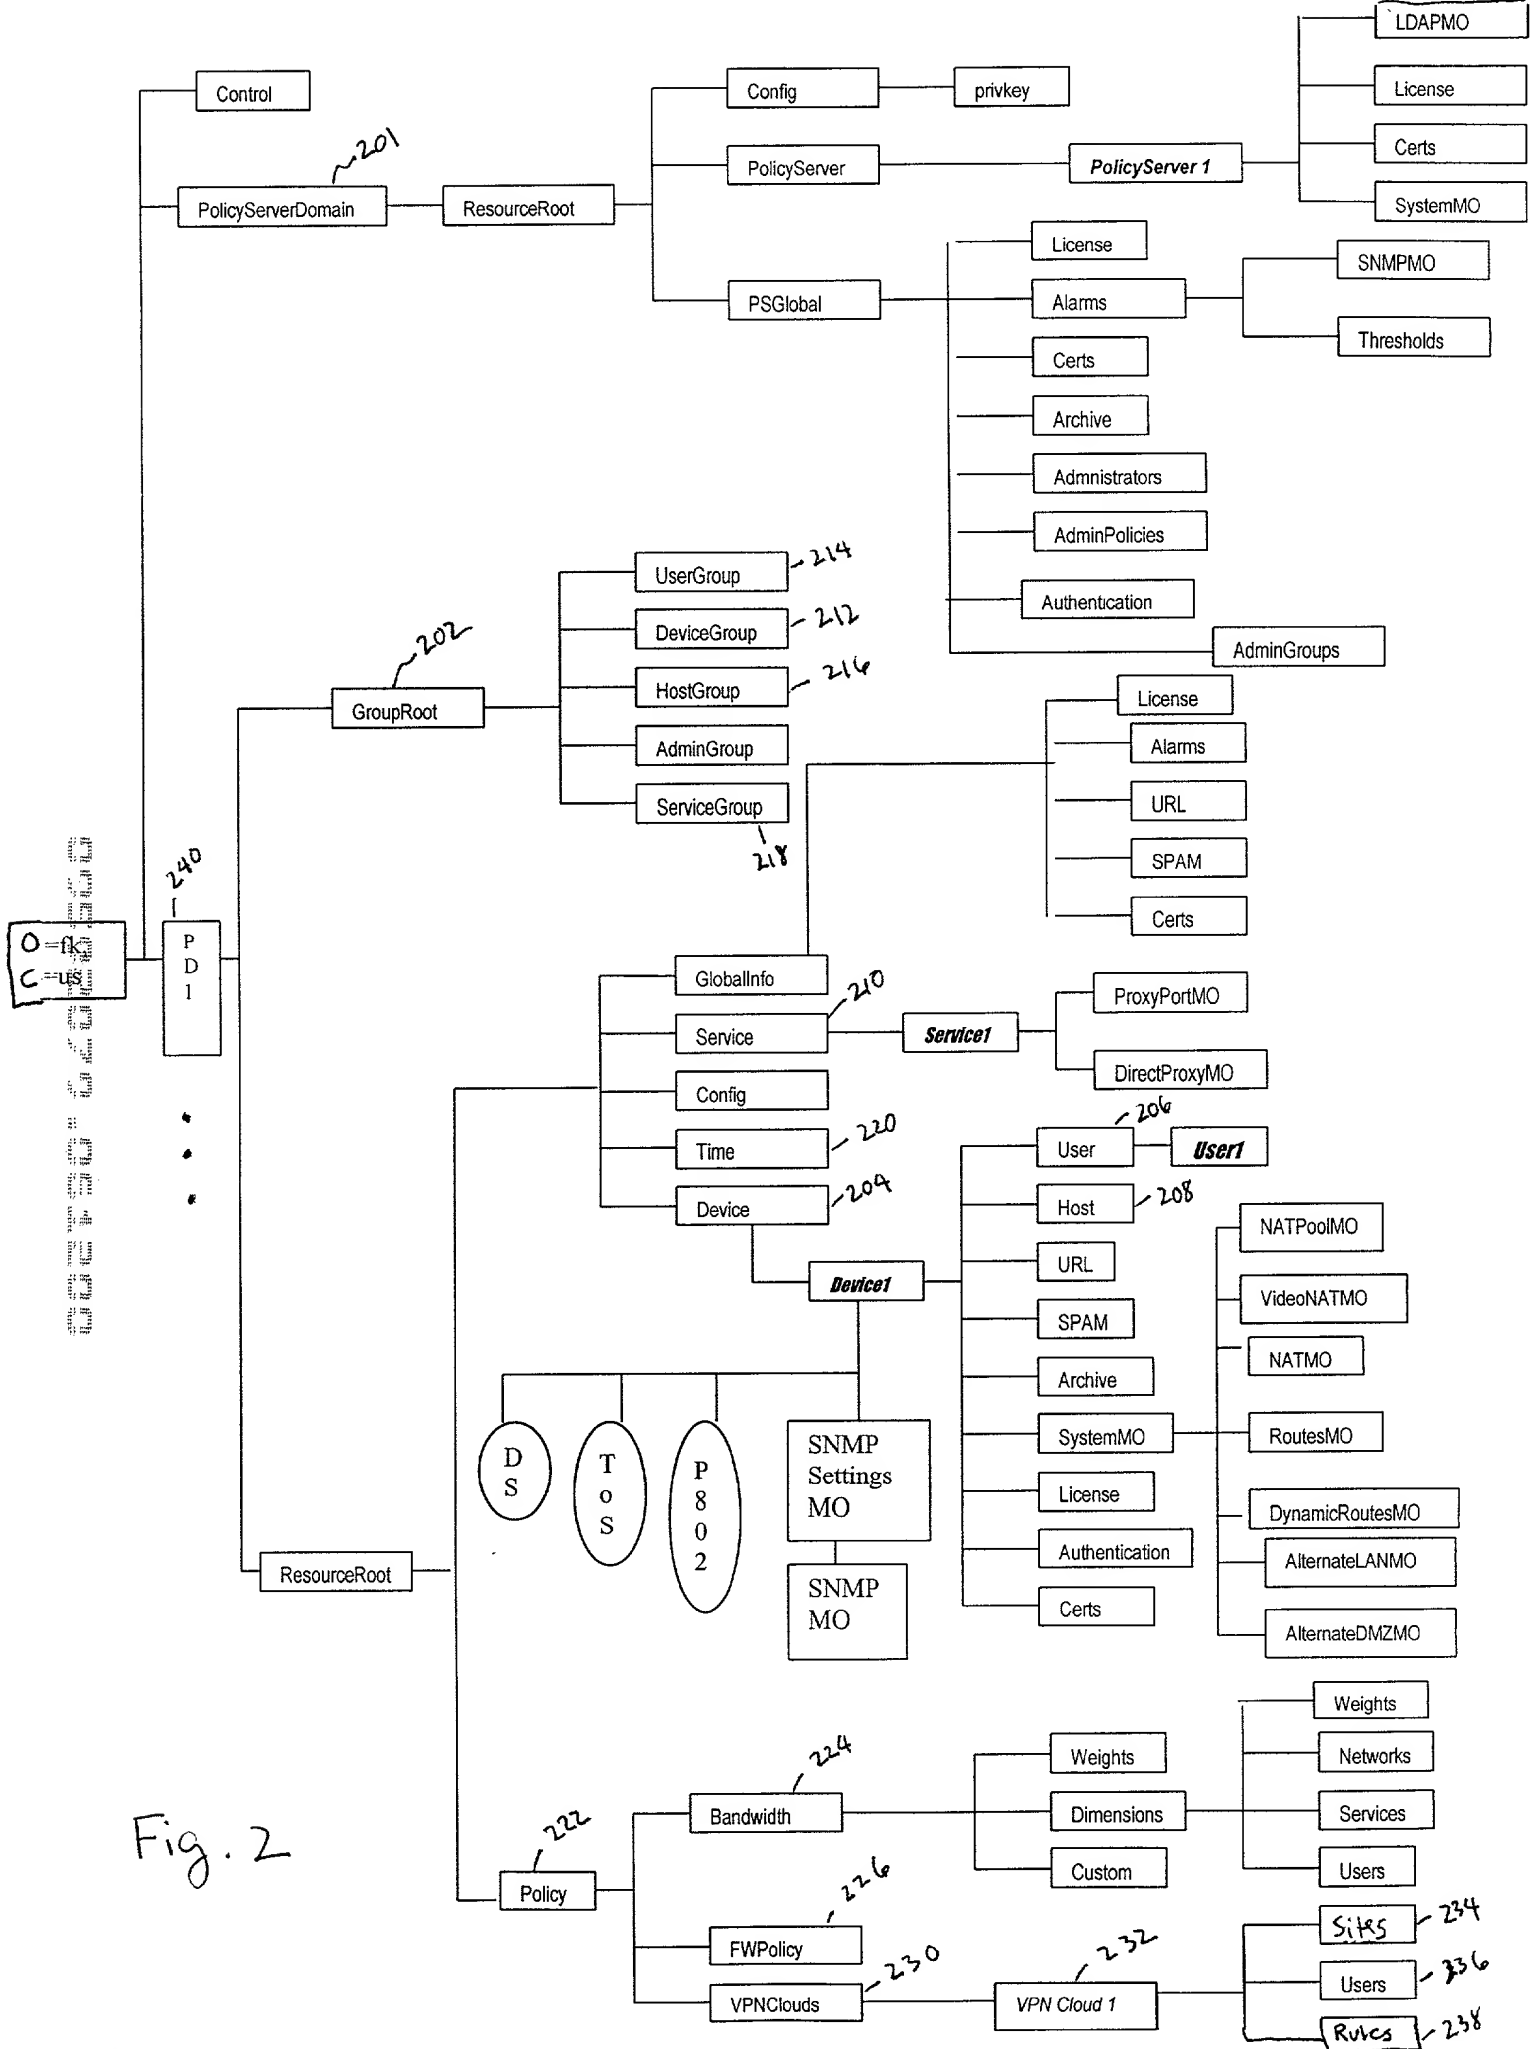 LDAPMO
Control
Config
privkey
License
201
PolicyServer
PolicyServer 1
Certs
PolicyServerDomain
ResourceRoot
SystemMO
License
SNMPMO
PSGlobal
Alarms
Thresholds
Certs
Archive
Admnistrators
AdminPolicies
UserGroup
214
Authentication
DeviceGroup
212
202
AdminGroups
HostGroup
216
GroupRoot
License
AdminGroup
Alarms
ServiceGroup
URL
218
SPAM
240
Certs
O=fk,
C=us
P
D
1
GlobalInfo
210
ProxyPortMO
Service
Service1
DirectProxyMO
Config
206
Time
220
User
User1
Device
204
Host
208
NATPoolMO
URL
Device1
VideoNATMO
SPAM
NATMO
Archive
D
S
T
o
S
P
8
0
2
SNMP
Settings
MO
SystemMO
RoutesMO
License
DynamicRoutesMO
Authentication
AlternateLANMO
ResourceRoot
SNMP
MO
Certs
AlternateDMZMO
Weights
224
Weights
Networks
Bandwidth
Dimensions
Services
222
Custom
Users
Fig. 2
Policy
226
Sites
234
FWPolicy
230
232
Users
236
VPNClouds
VPN Cloud 1
Rules
238